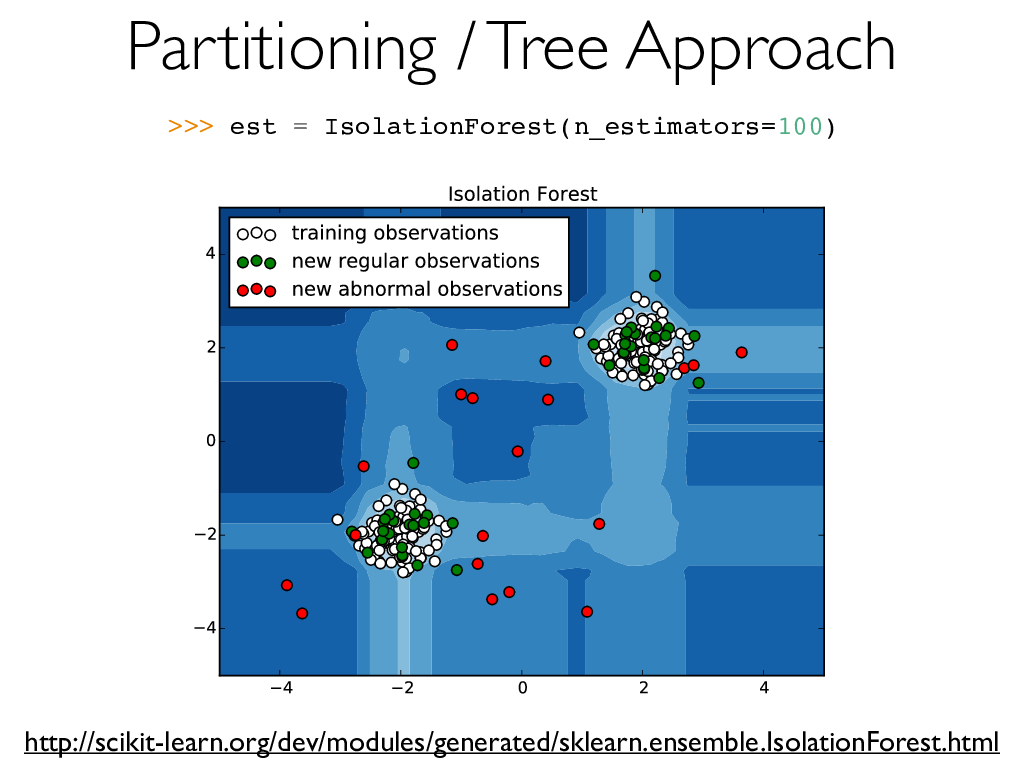 Partitioning / Tree Approach
>>> est = IsolationForest(n_estimators=100)
Isolation Forest
training observations
new regular observations
new abnormal observations
4
2
0
−2
−4
−4
−2
0
2
4
http://scikit-learn.org/dev/modules/generated/sklearn.ensemble.IsolationForest.html